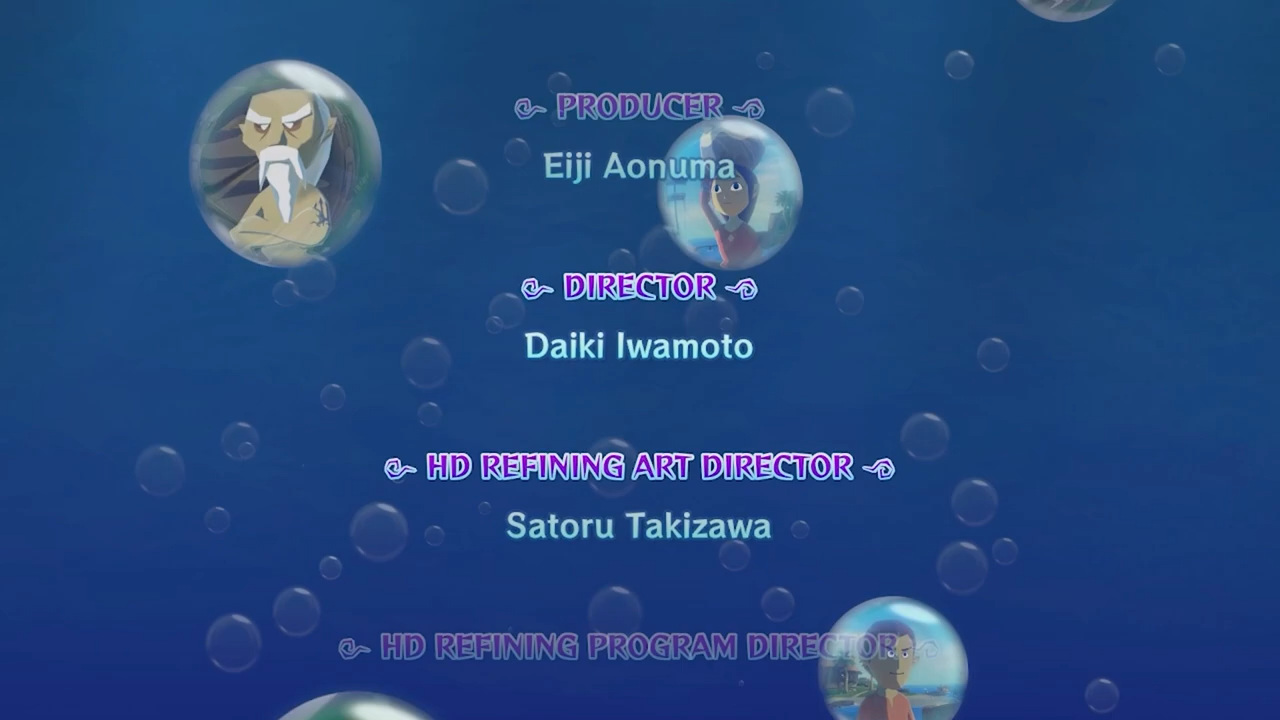 PRODUCER
Eiji Aonuma
DIRECTOR
Daiki Iwamoto
HD REFINING ART DIRECTOR
Satoru Takizawa
HD REFINING PROGRAM DIRECTOR